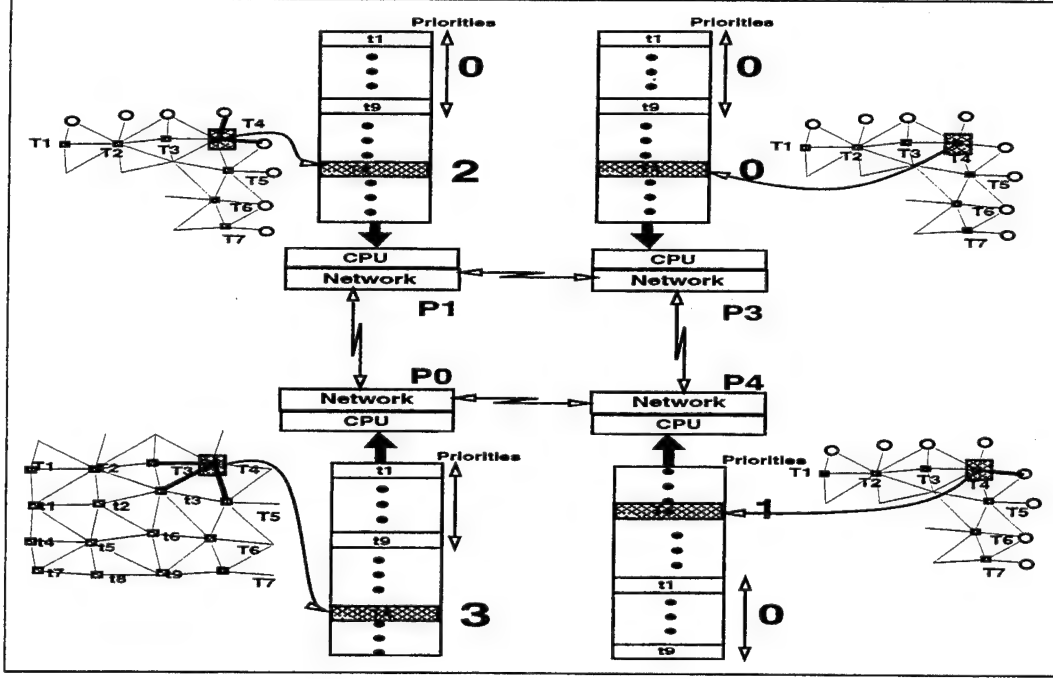 Priorities
t1
0
t9
2
CPU
Network
P1
T1
T2
T3
T4
T5
T6
T7
Priorities
t1
0
t9
0
CPU
Network
P3
T1
T2
T3
T4
T5
T6
T7
P0
Network
CPU
Priorities
t1
t9
3
T1
T2
T3
T4
t1
t2
t3
T5
t4
t5
t6
T6
t7
t8
t9
T7
P4
Network
CPU
Priorities
1
t1
0
t9
T1
T2
T3
T4
T5
T6
T7